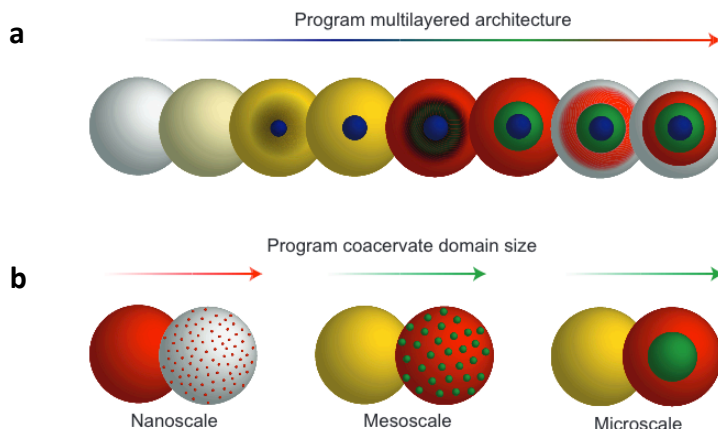 Program multilayered architecture
a
Program coacervate domain size
b
Nanoscale
Mesoscale
Microscale